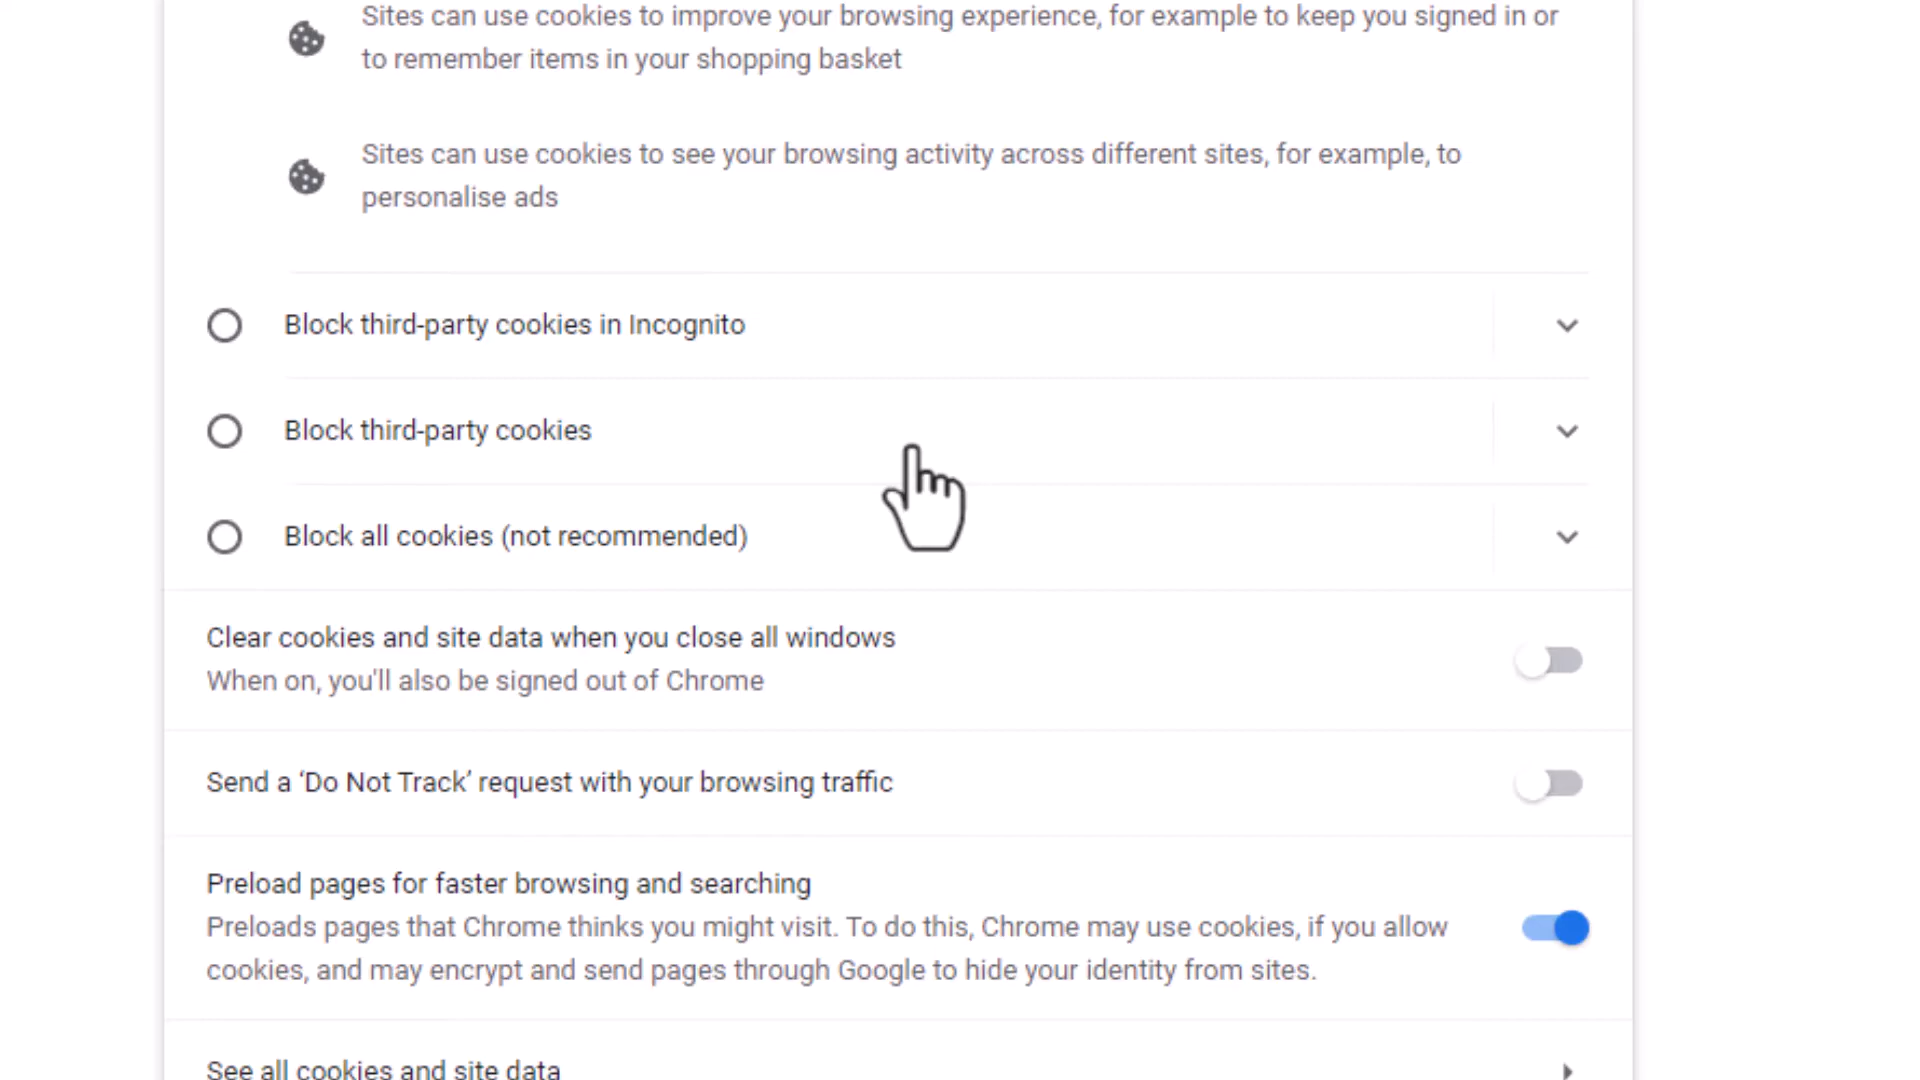 Sites can use cookies to improve your browsing experience, for example to keep you signed in or
to remember items in your shopping basket
Sites can use cookies to see your browsing activity across different sites, for example, to
personalise ads
Block third-party cookies in Incognito
Block third-party cookies
Block all cookies (not recommended)
Clear cookies and site data when you close all windows
When on, you'll also be signed out of Chrome
Send a ‘Do Not Track’ request with your browsing traffic
Preload pages for faster browsing and searching
Preloads pages that Chrome thinks you might visit. To do this, Chrome may use cookies, if you allow
cookies, and may encrypt and send pages through Google to hide your identity from sites.
See all cookies and site data